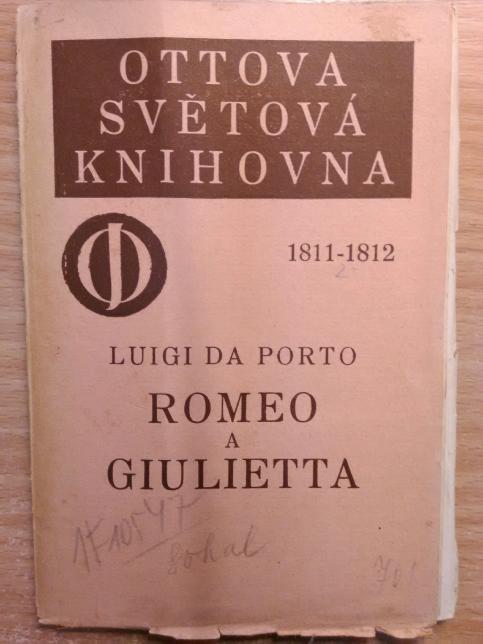 OTTOVA
SVĚTOVÁ
KNIHOVNA
1811-1812
LUIGI DA PORTO
ROMEO
A
GIULIETTA